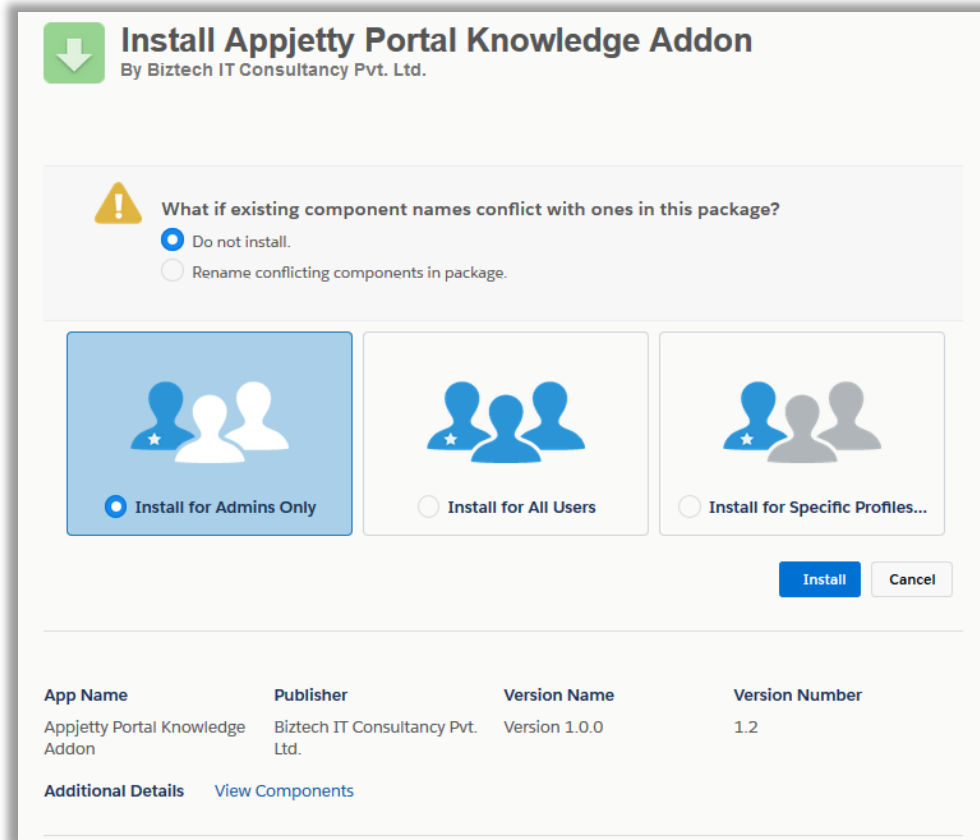 Install Appjetty Portal Knowledge Addon
By Biztech IT Consultancy Pvt. Ltd.
What if existing component names conflict with ones in this package?
Do not install.
Rename conflicting components in package.
Install for Admins Only
Install for All Users
Install for Specific Profiles...
Install
Cancel
App Name
Publisher
Version Name
Version Number
Appjetty Portal Knowledge
Addon
Biztech IT Consultancy Pvt.
Ltd.
Version 1.0.0
1.2
Additional Details
View Components